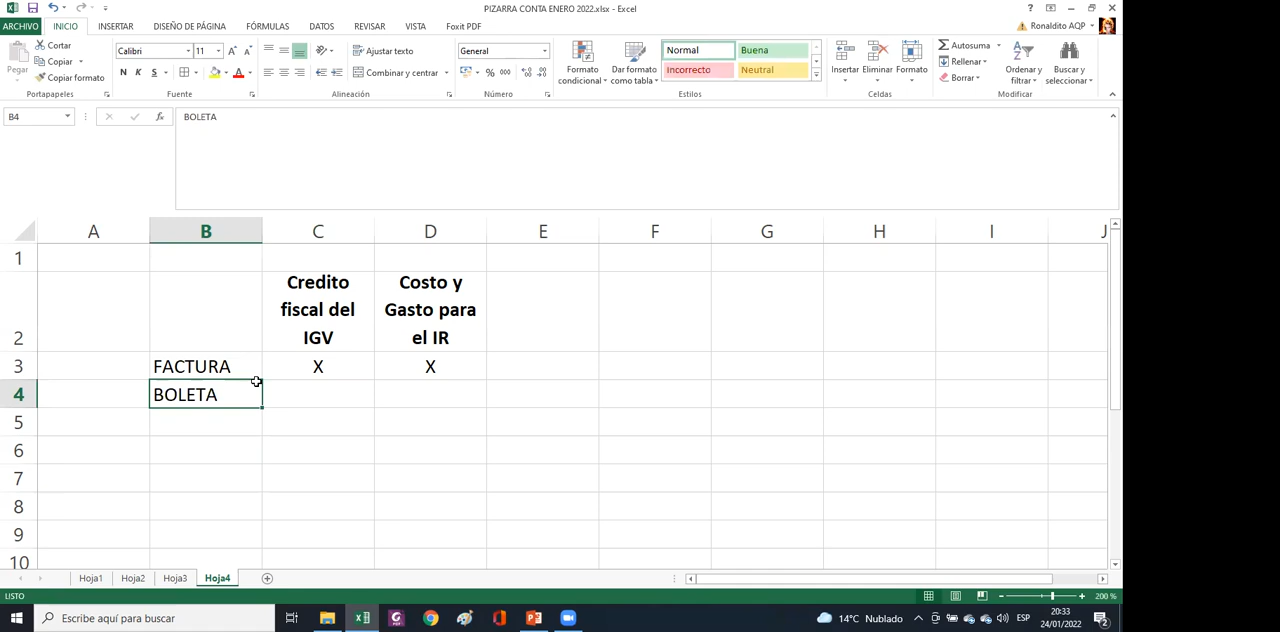 PIZARRA CONTA ENERO 2022.xlsx - Excel
ARCHIVO INICIO INSERTAR DISEÑO DE PÁGINA FÓRMULAS DATOS REVISAR VISTA Foxit PDF Ronaldito AQP
Pegar
Cortar
Copiar
Copiar formato
Portapapeles
Calibri 11
N K S
Fuente
Ajustar texto
Combinar y centrar
Alineación
General
% 000
Número
Formato condicional
Dar formato como tabla
Normal Buena
Incorrecto Neutral
Estilos
Insertar Eliminar Formato
Celdas
Autosuma
Rellenar
Borrar
Ordenar y filtrar
Buscar y seleccionar
Modificar
B4 fx BOLETA
A B C D E F G H I J
1
2 Credito fiscal del IGV Costo y Gasto para el IR
3 FACTURA X X
4 BOLETA
5
6
7
8
9
10
Hoja1 Hoja2 Hoja3 Hoja4
LISTO 200 %
Escribe aquí para buscar 14°C Nublado ESP 20:33
24/01/2022 2